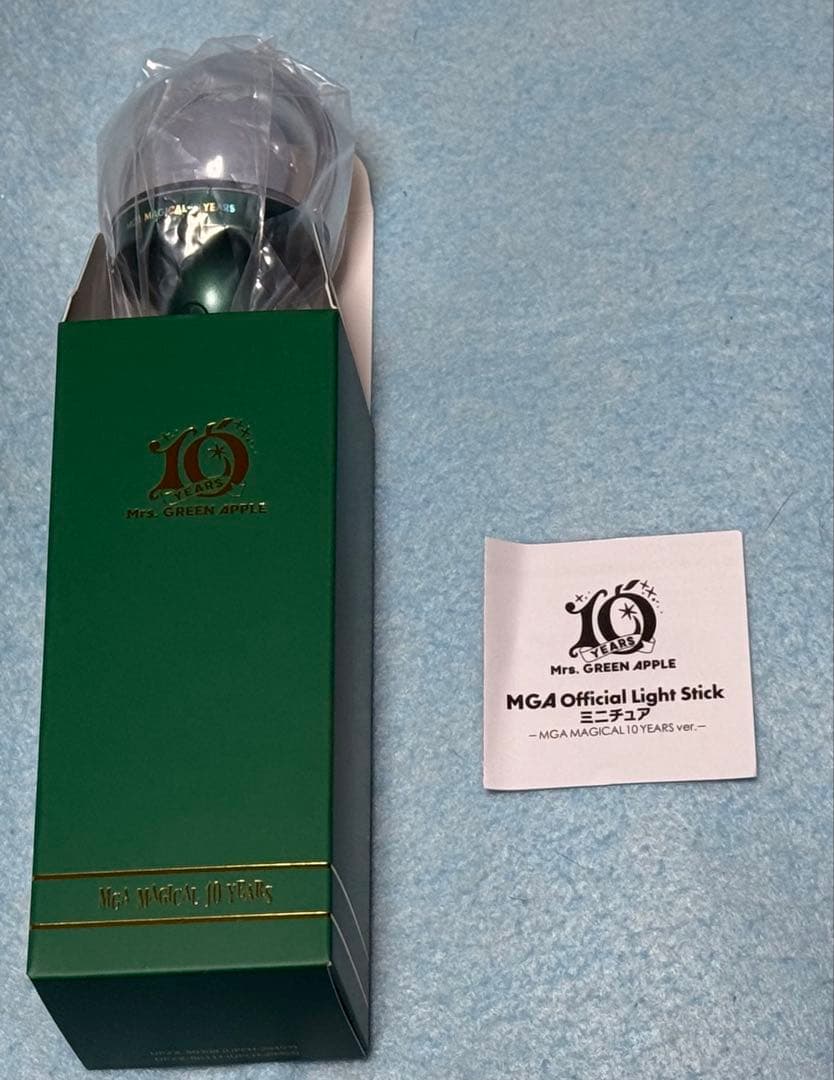 MAGICAL 10 YEARS
10
YEARS
Mrs. GREEN APPLE
MGA MAGICAL 10 YEARS
10
YEARS
Mrs. GREEN APPLE
MGA Official Light Stick
ミニチュア
－MGA MAGICAL 10 YEARS ver.－